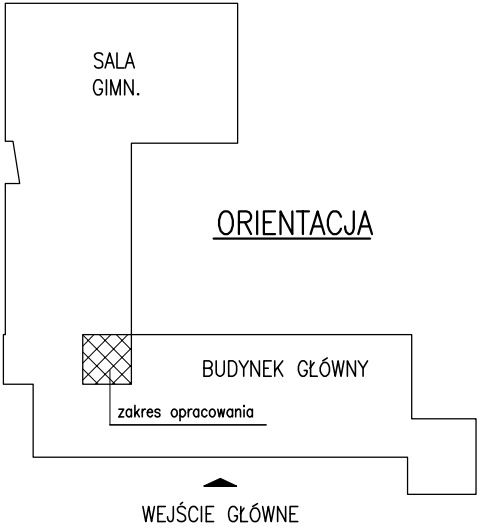 SALA
GIMN.
ORIENTACJA
BUDYNEK GŁÓWNY
zakres opracowania
WEJŚCIE GŁÓWNE